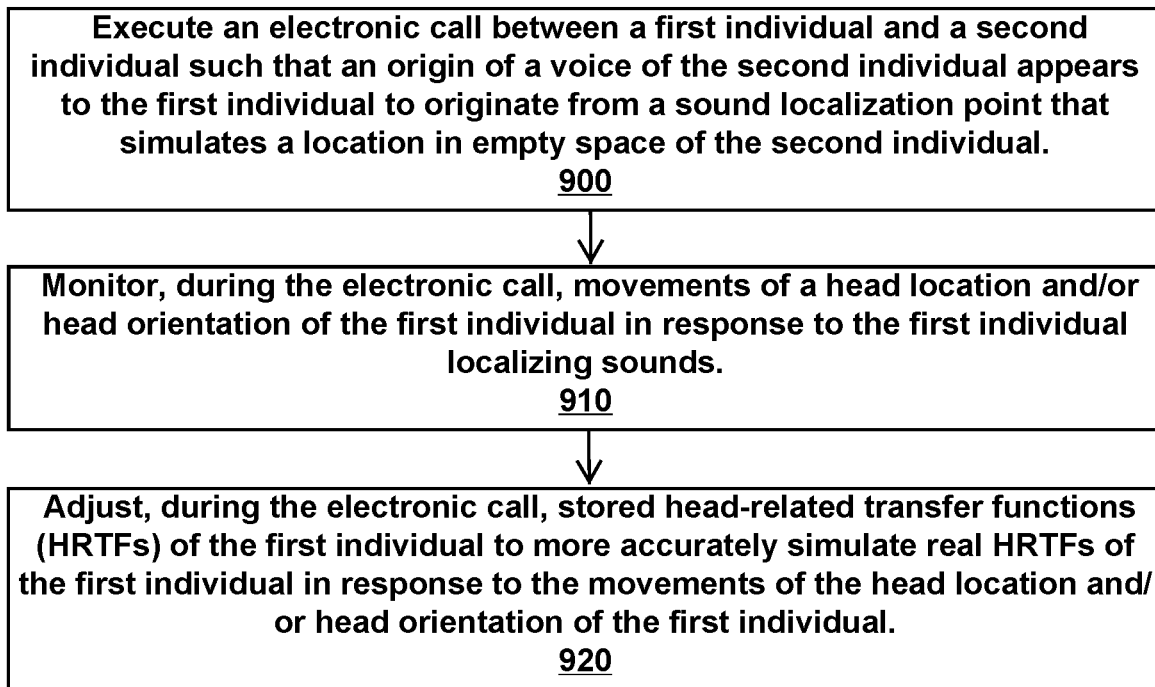 Execute an electronic call between a first individual and a second
individual such that an origin of a voice of the second individual appears
to the first individual to originate from a sound localization point that
simulates a location in empty space of the second individual.
900
Monitor, during the electronic call, movements of a head location and/or
head orientation of the first individual in response to the first individual
localizing sounds.
910
Adjust, during the electronic call, stored head-related transfer functions
(HRTFs) of the first individual to more accurately simulate real HRTFs of
the first individual in response to the movements of the head location and/
or head orientation of the first individual.
920